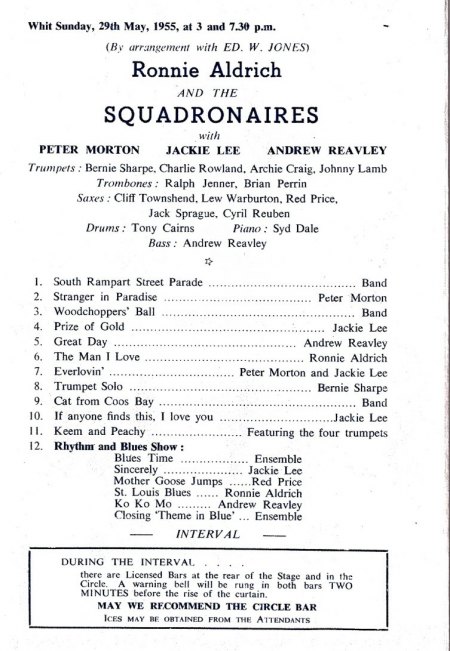 Whit Sunday, 29th May, 1955, at 3 and 7.30 p.m.
(By arrangement with ED. W. JONES)
Ronnie Aldrich
AND THE
SQUADRONAIRES
with
PETER MORTON JACKIE LEE ANDREW REAVLEY
Trumpets : Bernie Sharpe, Charlie Rowland, Archie Craig, Johnny Lamb
Trombones : Ralph Jenner, Brian Perrin
Saxes : Cliff Townshend, Lew Warburton, Red Price,
Jack Sprague, Cyril Reuben
Drums : Tony Cairns Piano : Syd Dale
Bass : Andrew Reavley
1. South Rampart Street Parade ........ Band
2. Stranger in Paradise ........ Peter Morton
3. Woodchoppers' Ball ........ Band
4. Prize of Gold ........ Jackie Lee
5. Great Day ........ Andrew Reavley
6. The Man I Love ........ Ronnie Aldrich
7. Everlovin' ........ Peter Morton and Jackie Lee
8. Trumpet Solo ........ Bernie Sharpe
9. Cat from Coos Bay ........ Band
10. If anyone finds this, I love you ........ Jackie Lee
11. Keem and Peachy ........ Featuring the four trumpets
12. Rhythm and Blues Show :
Blues Time ........ Ensemble
Sincerely ........ Jackie Lee
Mother Goose Jumps ...... Red Price
St. Louis Blues ...... Ronnie Aldrich
Ko Ko Mo ......... Andrew Reavley
Closing 'Theme in Blue' ... Ensemble
INTERVAL
DURING THE INTERVAL . . . .
there are Licensed Bars at the rear of the Stage and in the
Circle. A warning bell will be rung in both bars TWO
MINUTES before the rise of the curtain.
MAY WE RECOMMEND THE CIRCLE BAR
ICES MAY BE OBTAINED FROM THE ATTENDANTS